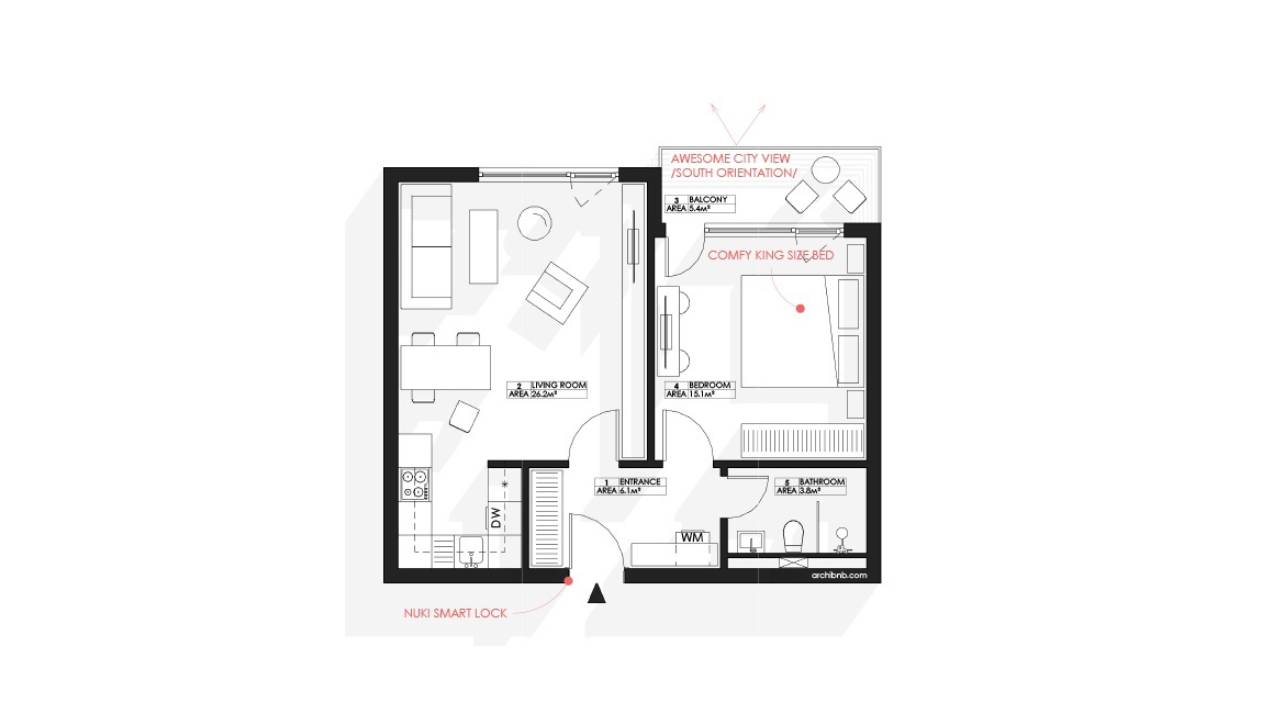 AWESOME CITY VIEW
/SOUTH ORIENTATION/
3 BALCONY
AREA 5.4M²
COMFY KING SIZE BED
2 LIVING ROOM
AREA 26.2M²
4 BEDROOM
AREA 15.1M²
1 ENTRANCE
AREA 6.1M²
5 BATHROOM
AREA 3.8M²
*
DW
WM
archibnb.com
NUKI SMART LOCK